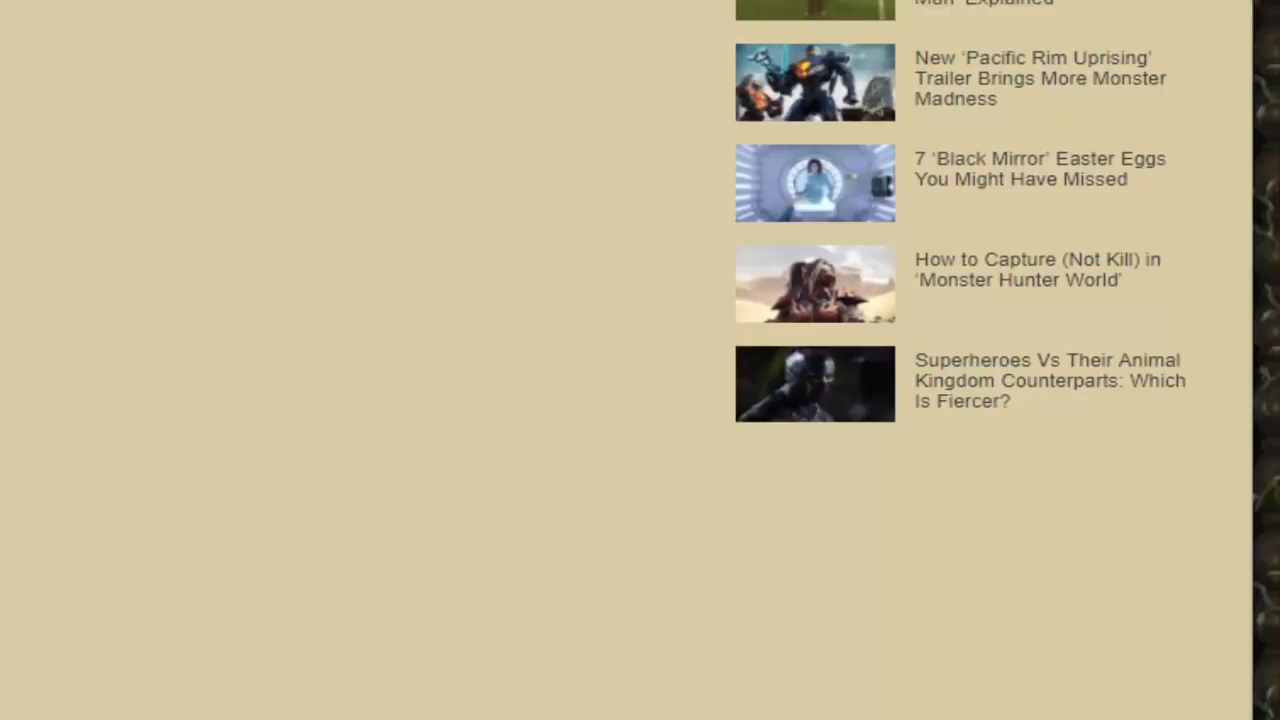 Man' Explained
New ‘Pacific Rim Uprising’
Trailer Brings More Monster
Madness
7 ‘Black Mirror’ Easter Eggs
You Might Have Missed
How to Capture (Not Kill) in
‘Monster Hunter World’
Superheroes Vs Their Animal
Kingdom Counterparts: Which
Is Fiercer?